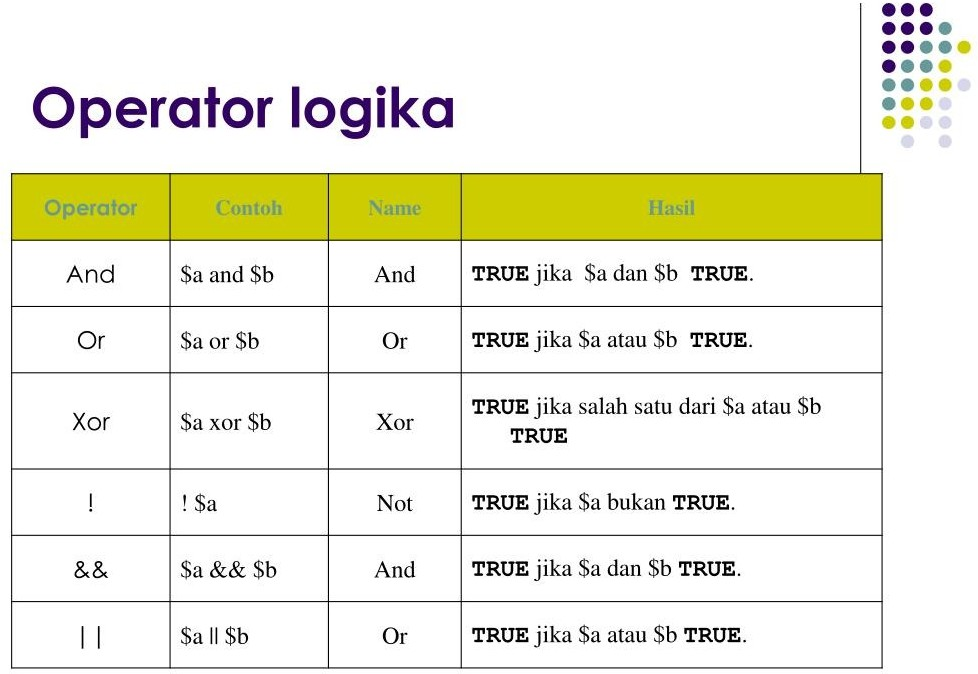 Operator logika
Operator Contoh Name Hasil
And $a and $b And TRUE jika $a dan $b TRUE.
Or $a or $b Or TRUE jika $a atau $b TRUE.
Xor $a xor $b Xor TRUE jika salah satu dari $a atau $b
TRUE
! ! $a Not TRUE jika $a bukan TRUE.
&& $a && $b And TRUE jika $a dan $b TRUE.
|| $a || $b Or TRUE jika $a atau $b TRUE.